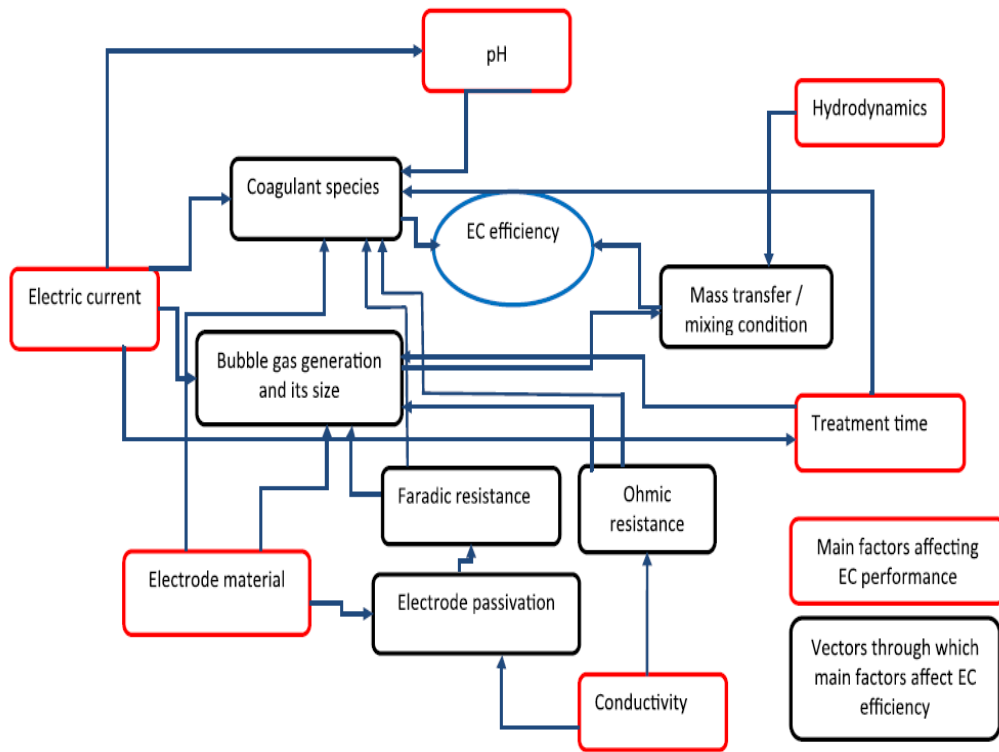 pH
Hydrodynamics
Coagulant species
EC efficiency
Electric current
Mass transfer /
mixing condition
Bubble gas generation
and its size
Treatment time
Faradic resistance
Ohmic
resistance
Main factors affecting
EC performance
Electrode material
Electrode passivation
Vectors through which
main factors affect EC
efficiency
Conductivity